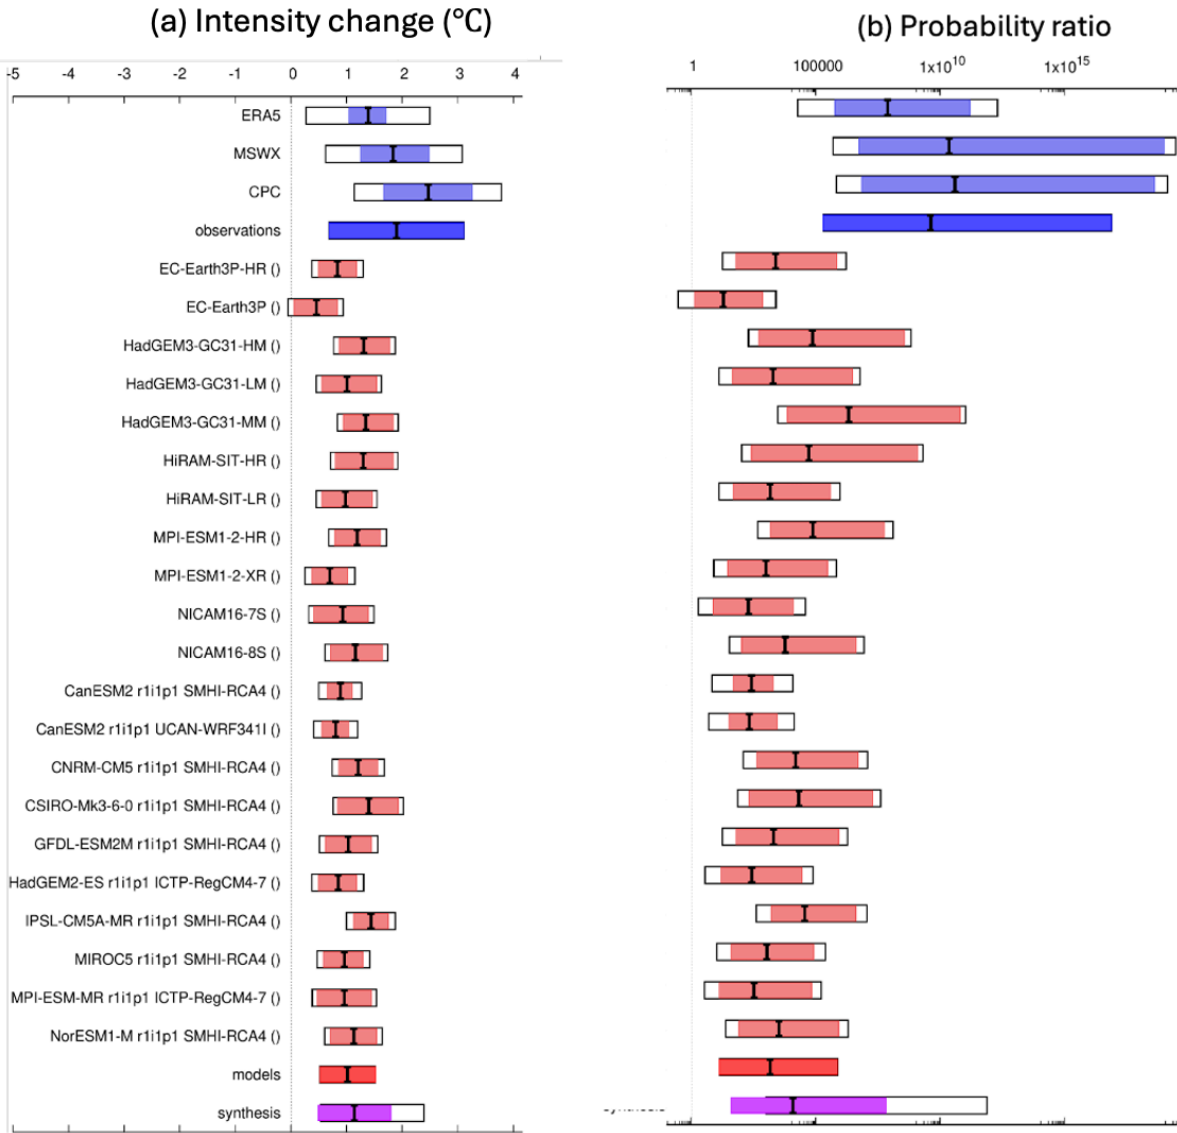 (a) Intensity change (°C)
(b) Probability ratio
-5 -4 -3 -2 -1 0 1 2 3 4
1 100000 1x10¹⁰ 1x10¹⁵
ERA5
MSWX
CPC
observations
EC-Earth3P-HR ()
EC-Earth3P ()
HadGEM3-GC31-HM ()
HadGEM3-GC31-LM ()
HadGEM3-GC31-MM ()
HiRAM-SIT-HR ()
HiRAM-SIT-LR ()
MPI-ESM1-2-HR ()
MPI-ESM1-2-XR ()
NICAM16-7S ()
NICAM16-8S ()
CanESM2 r1i1p1 SMHI-RCA4 ()
CanESM2 r1i1p1 UCAN-WRF341I ()
CNRM-CM5 r1i1p1 SMHI-RCA4 ()
CSIRO-Mk3-6-0 r1i1p1 SMHI-RCA4 ()
GFDL-ESM2M r1i1p1 SMHI-RCA4 ()
HadGEM2-ES r1i1p1 ICTP-RegCM4-7 ()
IPSL-CM5A-MR r1i1p1 SMHI-RCA4 ()
MIROC5 r1i1p1 SMHI-RCA4 ()
MPI-ESM-MR r1i1p1 ICTP-RegCM4-7 ()
NorESM1-M r1i1p1 SMHI-RCA4 ()
models
synthesis